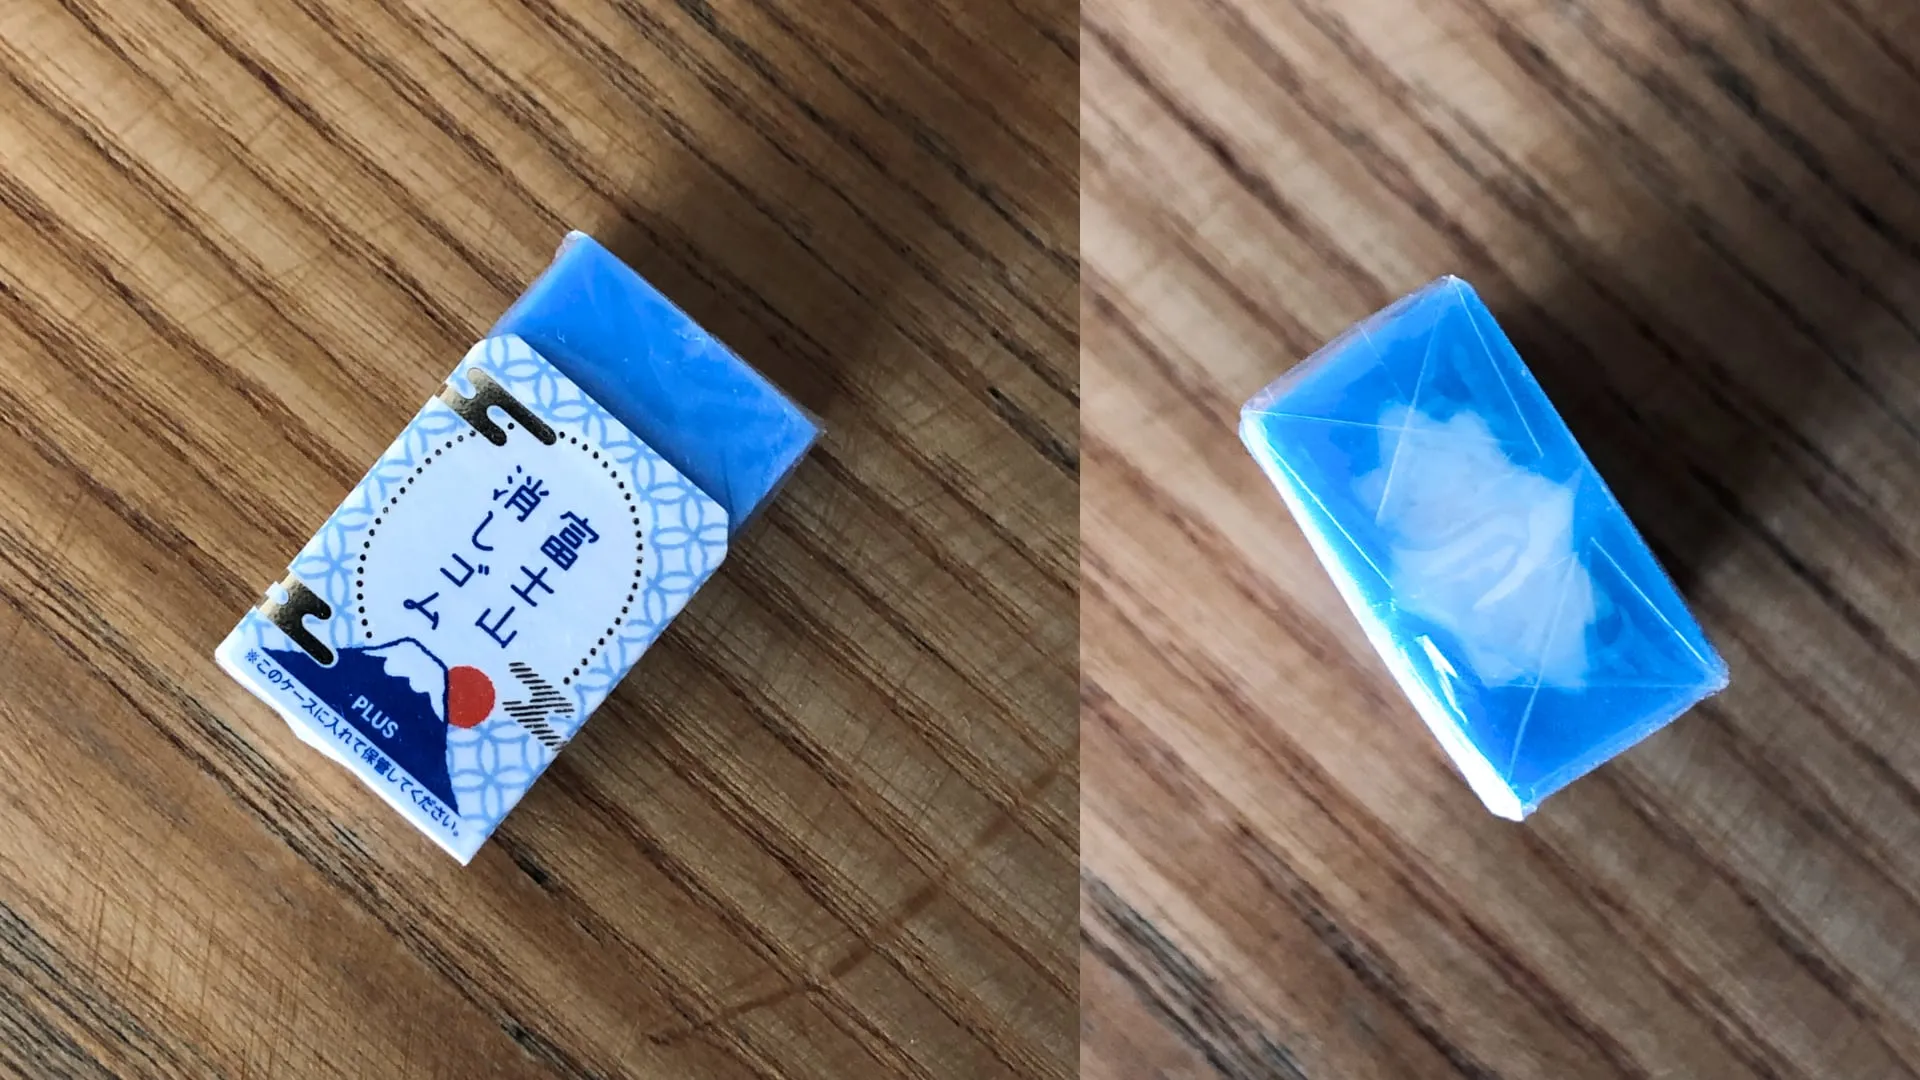 富士山
消しゴム
PLUS
※このケースに入れて保管してください。